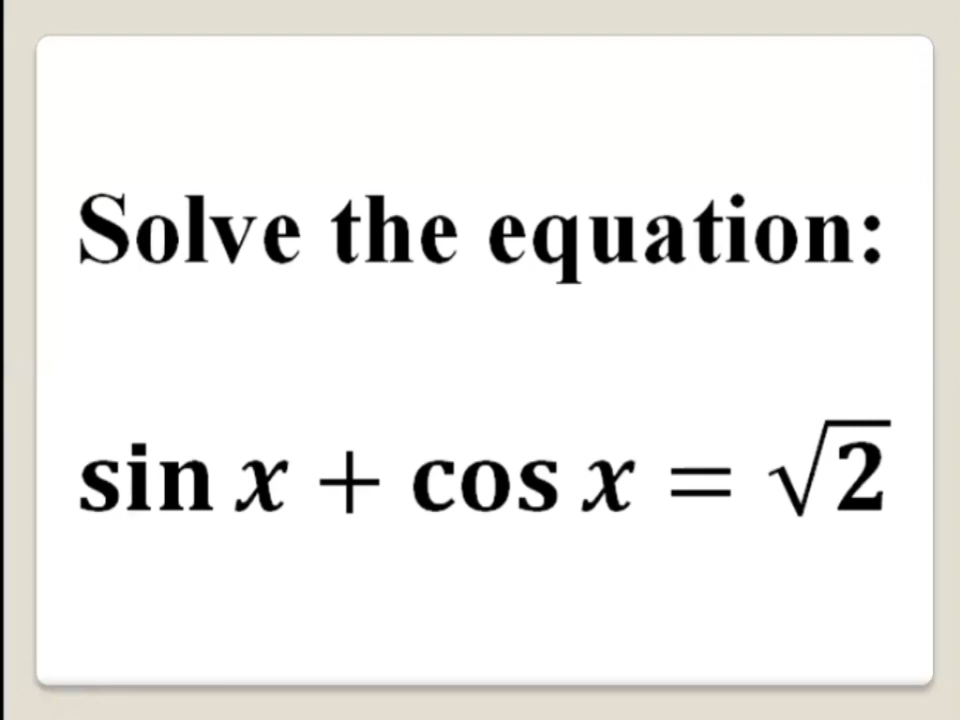 Solve the equation:
sin x + cos x = √2